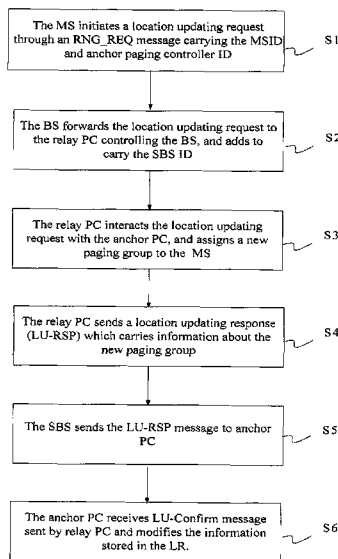 The MS initiates a location updating request
through an RNG_REQ message carrying the MSID
and anchor paging controller ID
S1
The BS forwards the location updating request to
the relay PC controlling the BS, and adds to
carry the SBS ID
S2
The relay PC interacts the location updating
request with the anchor PC, and assigns a new
paging group to the MS
S3
The relay PC sends a location updating response
(LU-RSP) which carries information about the
new paging group
S4
The SBS sends the LU-RSP message to anchor
PC
S5
The anchor PC receives LU-Confirm message
sent by relay PC and modifies the information
stored in the LR.
S6